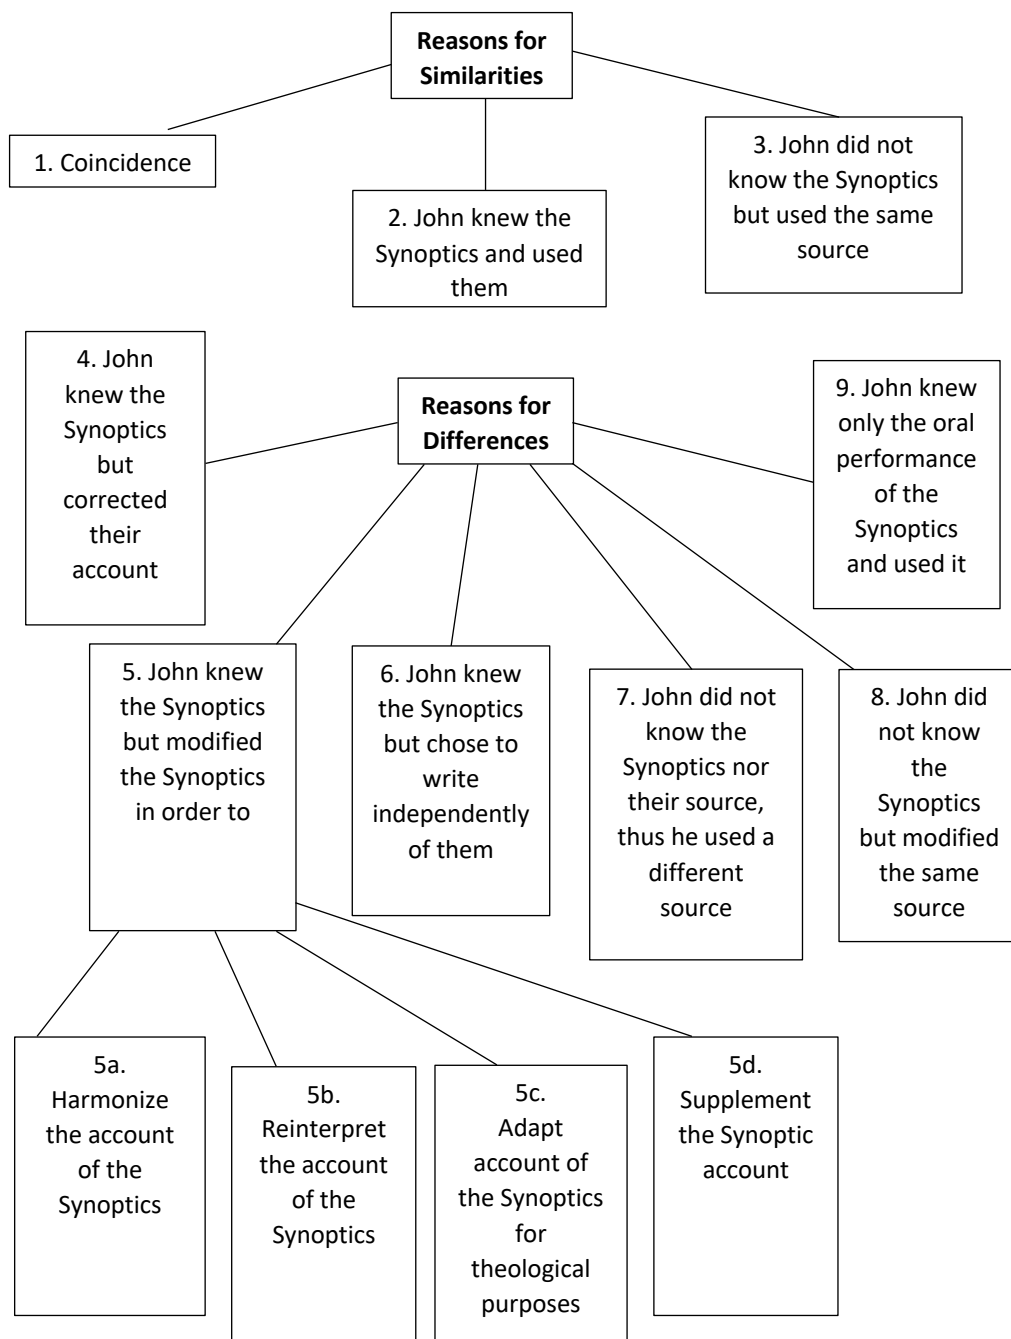 Reasons for
Similarities
1. Coincidence
2. John knew the
Synoptics and used
them
3. John did not
know the Synoptics
but used the same
source
4. John
knew the
Synoptics
but
corrected
their
account
Reasons for
Differences
9. John knew
only the oral
performance
of the
Synoptics
and used it
5. John knew
the Synoptics
but modified
the Synoptics
in order to
6. John knew
the Synoptics
but chose to
write
independently
of them
7. John did not
know the
Synoptics nor
their source,
thus he used a
different
source
8. John did
not know
the
Synoptics
but modified
the same
source
5a.
Harmonize
the account
of the
Synoptics
5b.
Reinterpret
the account
of the
Synoptics
5c.
Adapt
account of
the Synoptics
for
theological
purposes
5d.
Supplement
the Synoptic
account